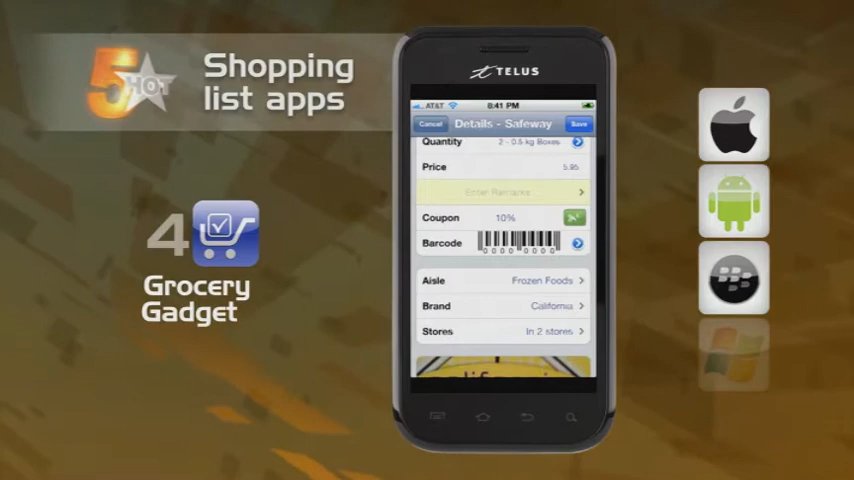 5 HOT
Shopping
list apps
4
Grocery
Gadget
TELUS
AT&T
8:41 PM
Cancel
Details - Safeway
Save
Quantity
2 - 0.5 kg Boxes
Price
5.95
Enter Remarks...
Coupon
10%
Barcode
0000 0000
Aisle
Frozen Foods
Brand
California
Stores
In 2 stores